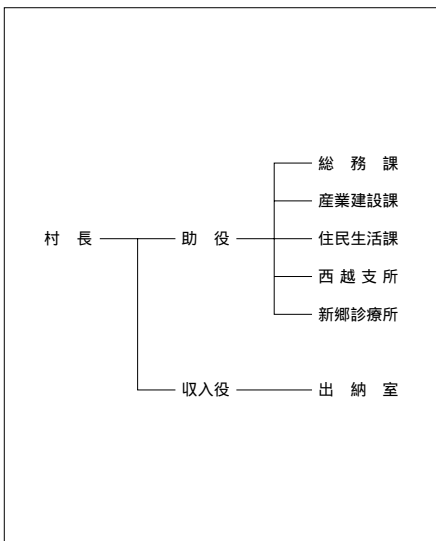 総務課
産業建設課
村長 助役 住民生活課
西越支所
新郷診療所
収入役 出納室